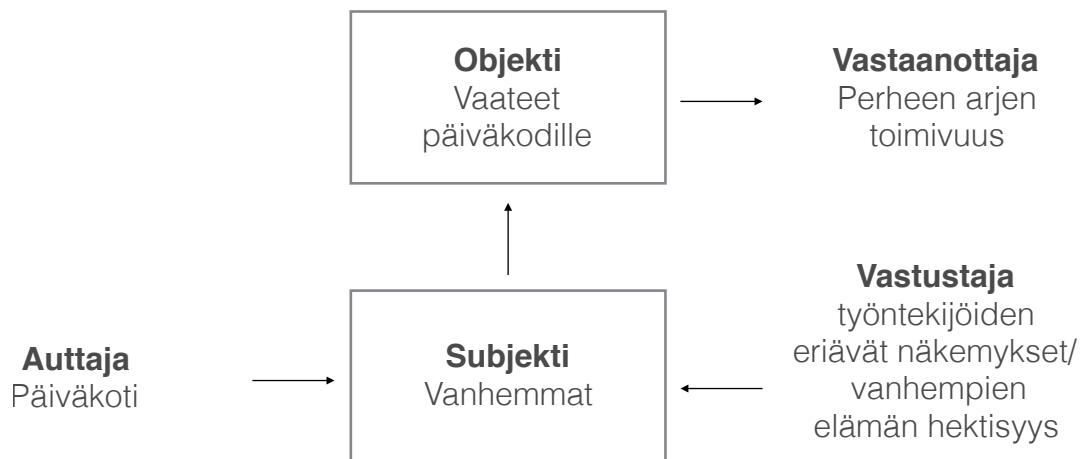 Objekti
Vaateet
päiväkodille
Vastaanottaja
Perheen arjen
toimivuus
Auttaja
Päiväkoti
Subjekti
Vanhemmat
Vastustaja
työntekijöiden
eriävät näkemykset/
vanhempien
elämän hektisyys